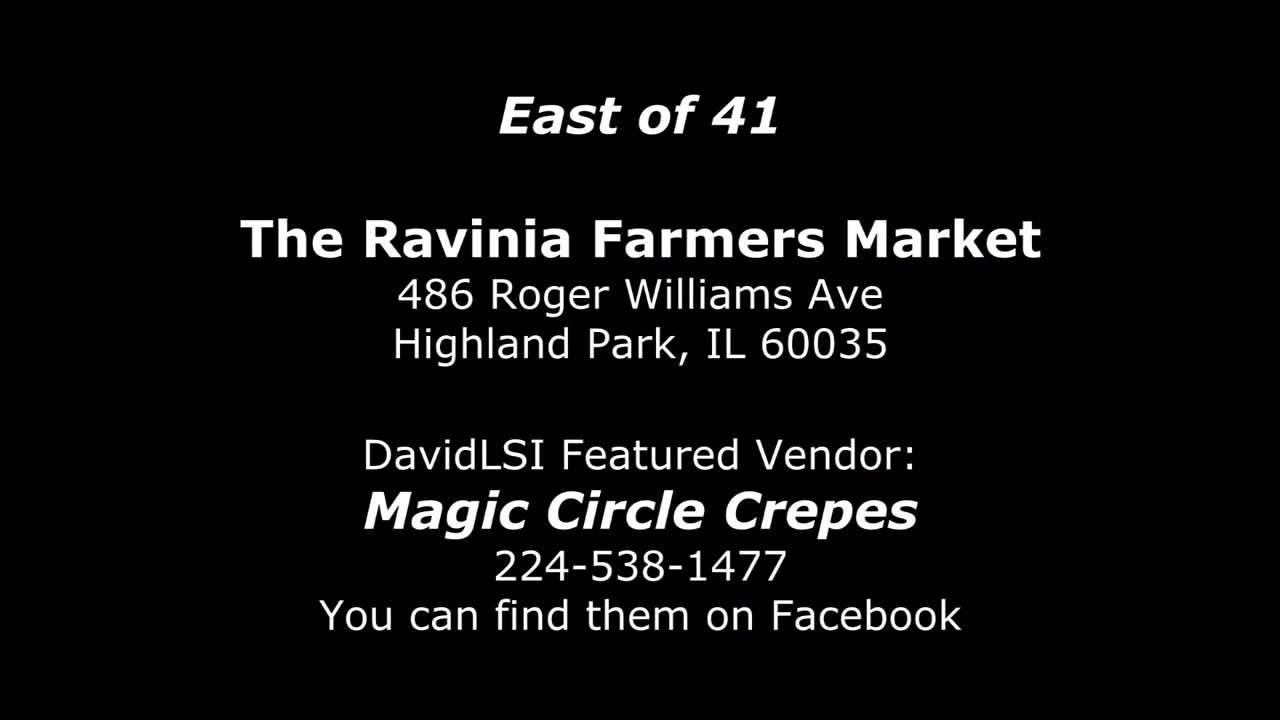 East of 41
The Ravinia Farmers Market
486 Roger Williams Ave
Highland Park, IL 60035
DavidLSI Featured Vendor:
Magic Circle Crepes
224-538-1477
You can find them on Facebook